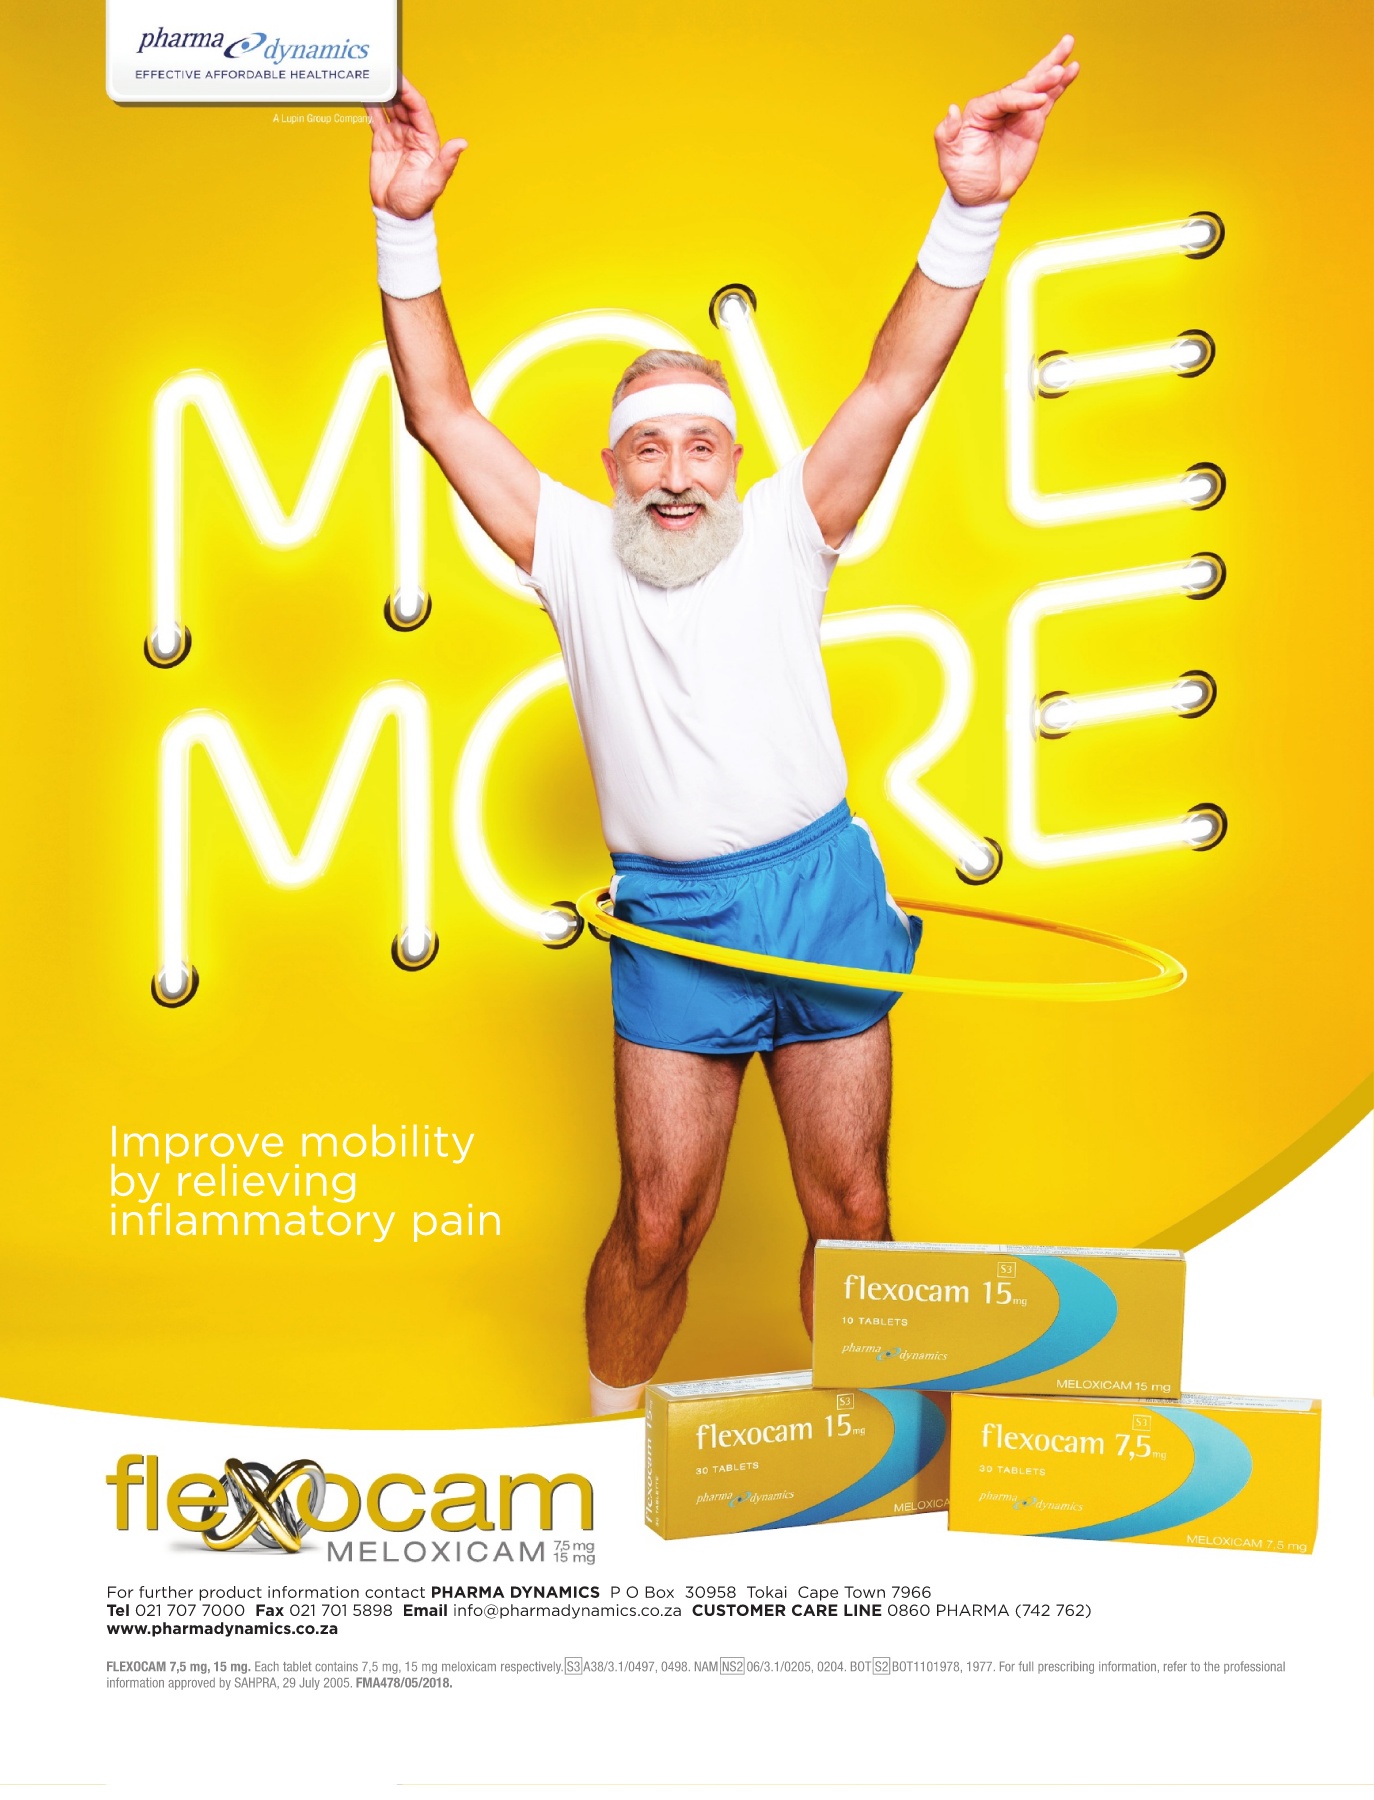 pharma dynamics
EFFECTIVE AFFORDABLE HEALTHCARE
A Lupin Group Company
MOVE
MORE
Improve mobility
by relieving
inflammatory pain
flexocam 15mg
S3
10 TABLETS
pharma dynamics
MELOXICAM 15 mg
flexocam 15
flexocam 15mg
S3
30 TABLETS
pharma dynamics
MELOXICA
flexocam 7,5mg
S3
30 TABLETS
pharma dynamics
MELOXICAM 7,5 mg
flexocam
MELOXICAM 7,5 mg
15 mg
For further product information contact PHARMA DYNAMICS P O Box 30958 Tokai Cape Town 7966
Tel 021 707 7000 Fax 021 701 5898 Email info@pharmadynamics.co.za CUSTOMER CARE LINE 0860 PHARMA (742 762)
www.pharmadynamics.co.za
FLEXOCAM 7,5 mg, 15 mg. Each tablet contains 7,5 mg, 15 mg meloxicam respectively. S3 A38/3.1/0497, 0498. NAM NS2 06/3.1/0205, 0204. BOT S2 BOT1101978, 1977. For full prescribing information, refer to the professional
information approved by SAHPRA, 29 July 2005. FMA478/05/2018.